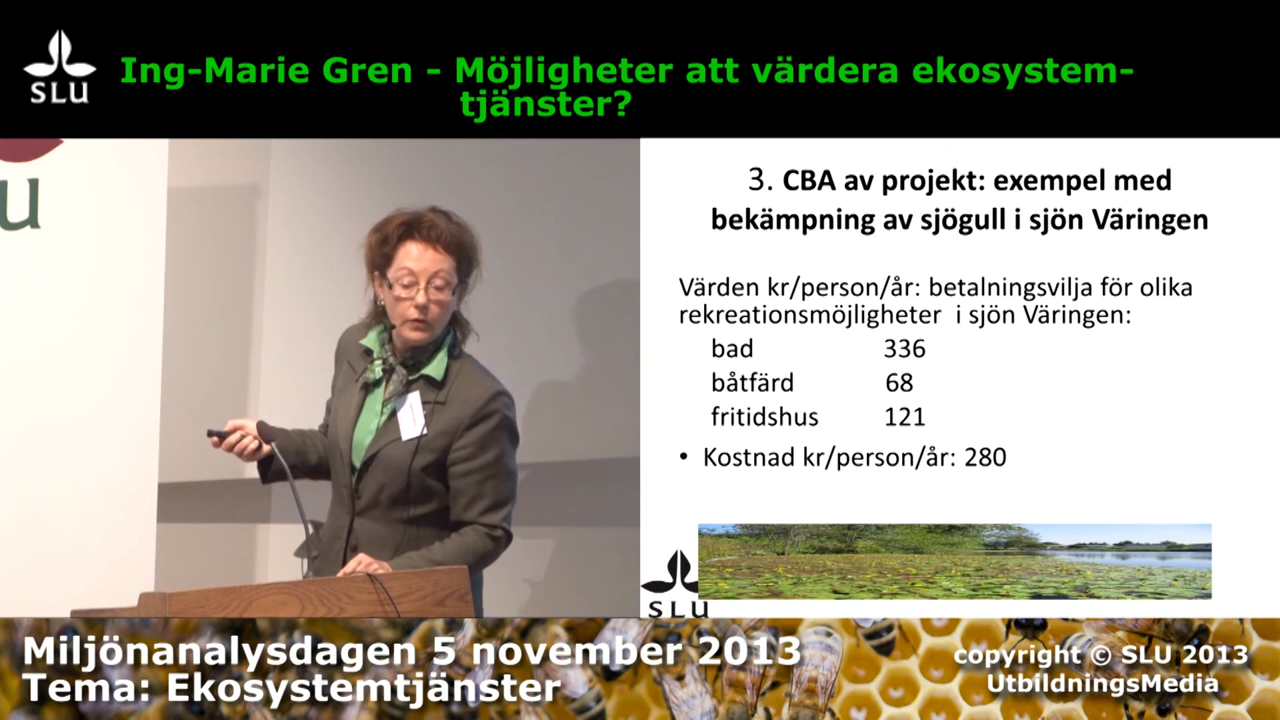 SLU
Ing-Marie Gren - Möjligheter att värdera ekosystem-
tjänster?
LU
3. CBA av projekt: exempel med
bekämpning av sjögull i sjön Väringen
Värden kr/person/år: betalningsvilja för olika
rekreationsmöjligheter i sjön Väringen:
bad 336
båtfärd 68
fritidshus 121
• Kostnad kr/person/år: 280
SLU
Miljönanalysdagen 5 november 2013
Tema: Ekosystemtjänster
copyright © SLU 2013
UtbildningsMedia